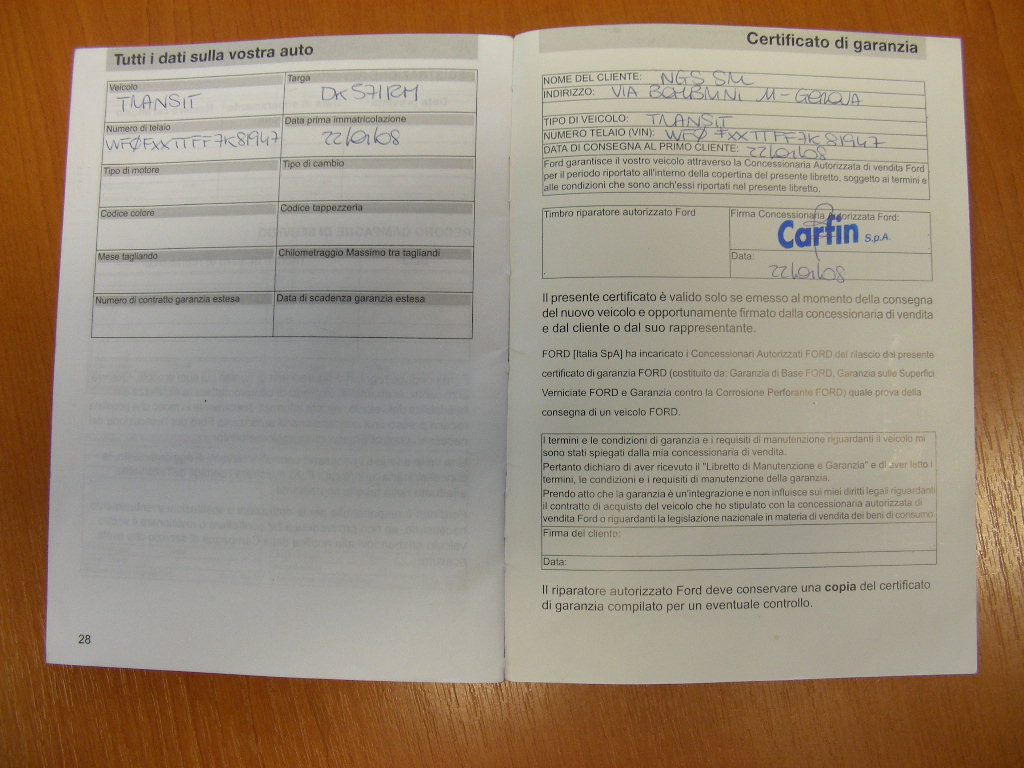 Tutti i dati sulla vostra auto
Veicolo
TRANSIT
Targa
DK571RM
Numero di telaio
WFØFXXTTFF7K81947
Data prima immatricolazione
22/01/08
Tipo di motore
Tipo di cambio
Codice colore
Codice tappezzeria
Mese tagliando
Chilometraggio Massimo tra tagliandi
Numero di contratto garanzia estesa
Data di scadenza garanzia estesa
28
Certificato di garanzia
NOME DEL CLIENTE: NGS SRL
INDIRIZZO: VIA - GENOVA
TIPO DI VEICOLO: TRANSIT
NUMERO TELAIO (VIN): WFØ FXXTTFF7K81947
DATA DI CONSEGNA AL PRIMO CLIENTE: 22/01/08
Ford garantisce il vostro veicolo attraverso la Concessionaria Autorizzata di vendita Ford
per il periodo riportato all'interno della copertina del presente libretto, soggetto ai termini e
alle condizioni che sono anch'essi riportati nel presente libretto.
Timbro riparatore autorizzato Ford
Firma Concessionaria Autorizzata Ford:
Carfin S.p.A.
Data:
22/01/08
Il presente certificato è valido solo se emesso al momento della consegna
del nuovo veicolo e opportunamente firmato dalla concessionaria di vendita
e dal cliente o dal suo rappresentante.
FORD [Italia SpA] ha incaricato i Concessionari Autorizzati FORD del rilascio del presente
certificato di garanzia FORD (costituito da: Garanzia di Base FORD, Garanzia sulle Superfici
Verniciate FORD e Garanzia contro la Corrosione Perforante FORD) quale prova della
consegna di un veicolo FORD.
I termini e le condizioni di garanzia e i requisiti di manutenzione riguardanti il veicolo mi
sono stati spiegati dalla mia concessionaria di vendita.
Pertanto dichiaro di aver ricevuto il "Libretto di Manutenzione e Garanzia" e di aver letto i
termini, le condizioni e i requisiti di manutenzione della garanzia.
Prendo atto che la garanzia è un'integrazione e non influisce sui miei diritti legali riguardanti
il contratto di acquisto del veicolo che ho stipulato con la concessionaria autorizzata di
vendita Ford o riguardanti la legislazione nazionale in materia di vendita dei beni di consumo.
Firma del cliente:
Data:
Il riparatore autorizzato Ford deve conservare una copia del certificato
di garanzia compilato per un eventuale controllo.